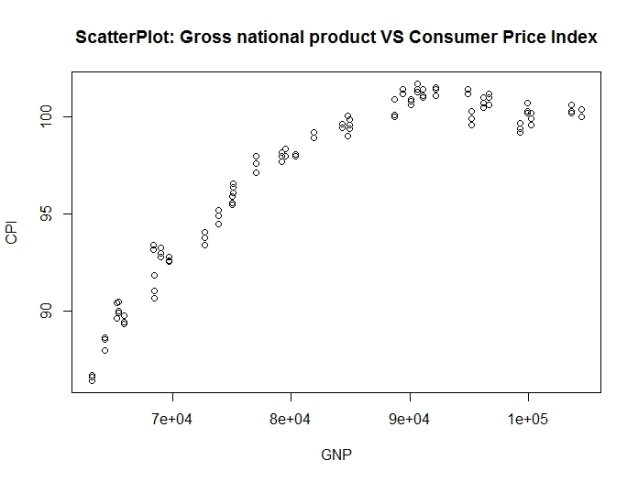 ScatterPlot: Gross national product VS Consumer Price Index
100
95
90
CPI
7e+04 8e+04 9e+04 1e+05
GNP